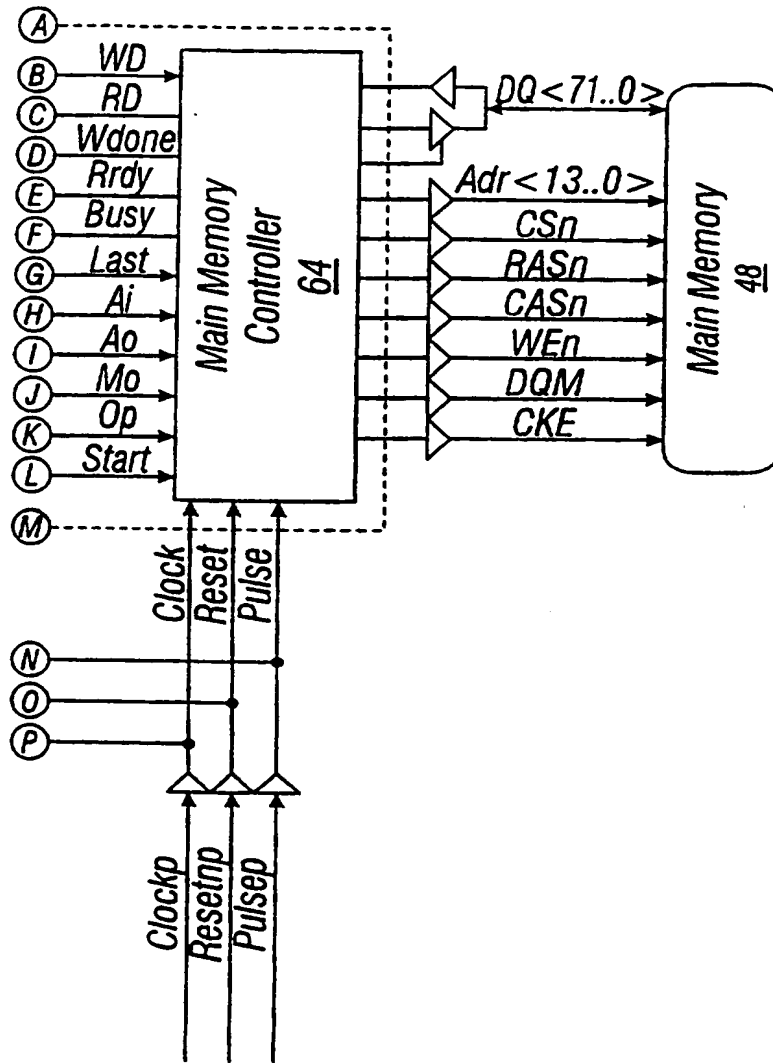 A
B WD
C RD
D Wdone
E Rrdy
F Busy
G Last
H Ai
I Ao
J Mo
K Op
L Start
M
Main Memory
Controller
64
DQ<71..0>
Adr<13..0>
CSn
RASn
CASn
WEn
DQM
CKE
Main Memory
48
Clock
Reset
Pulse
N
O
P
Clockp
Resetnp
Pulsep